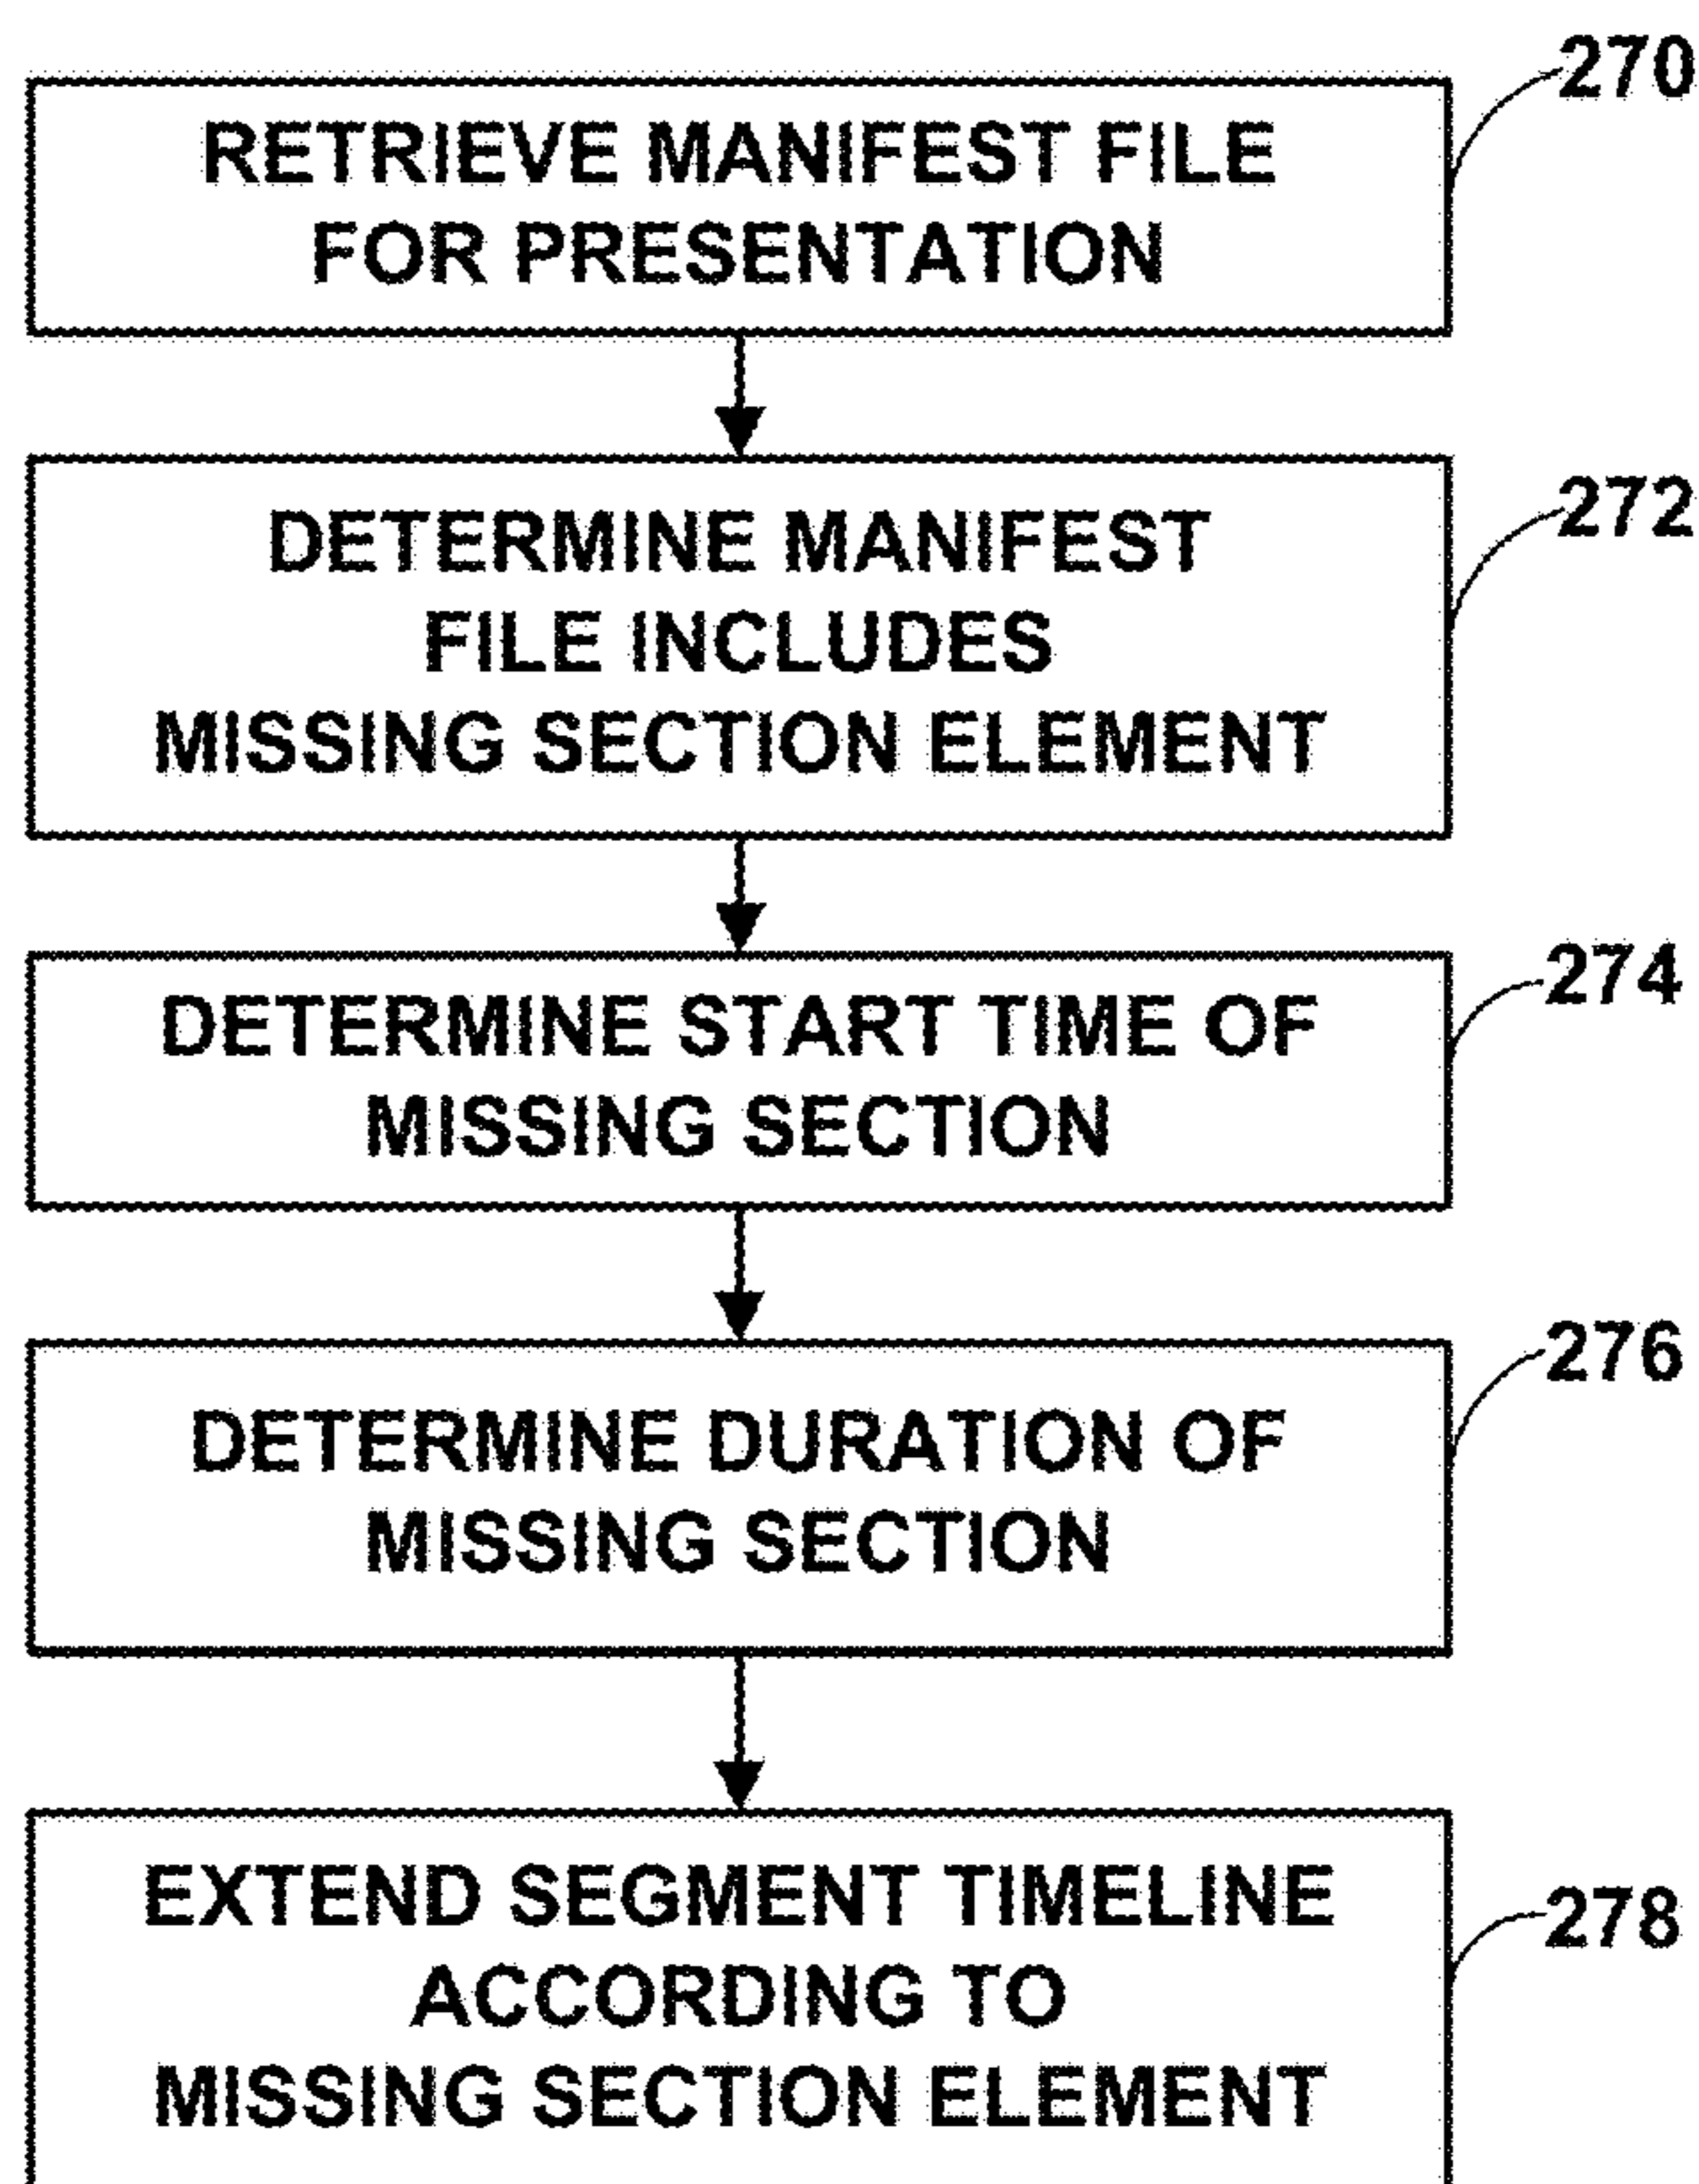 270
RETRIEVE MANIFEST FILE
FOR PRESENTATION
272
DETERMINE MANIFEST
FILE INCLUDES
MISSING SECTION ELEMENT
274
DETERMINE START TIME OF
MISSING SECTION
276
DETERMINE DURATION OF
MISSING SECTION
278
EXTEND SEGMENT TIMELINE
ACCORDING TO
MISSING SECTION ELEMENT